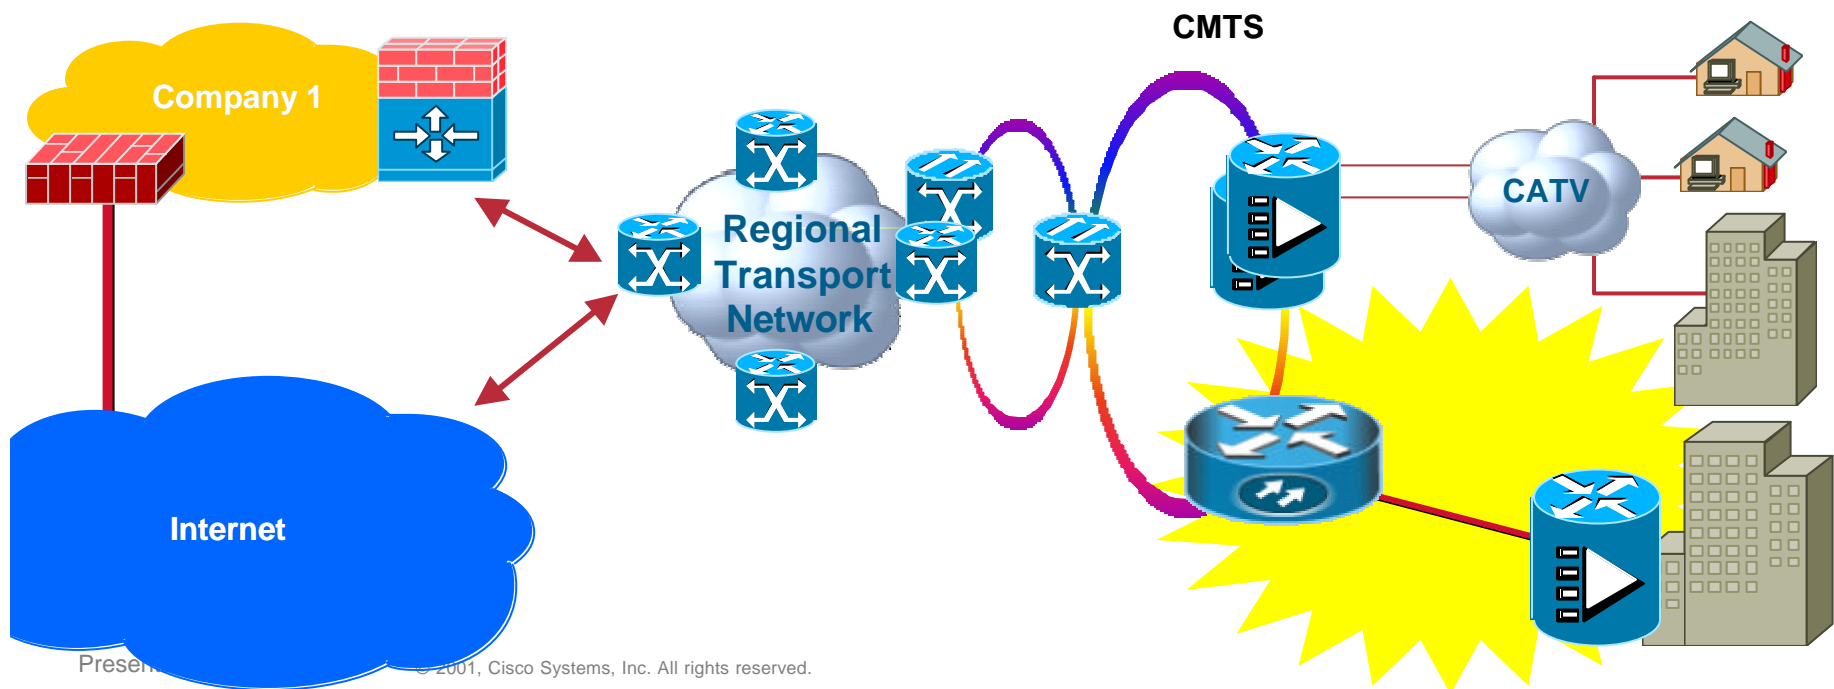 CMTS
Company 1
CATV
Regional
Transport
Network
Internet
© 2001, Cisco Systems, Inc. All rights reserved.